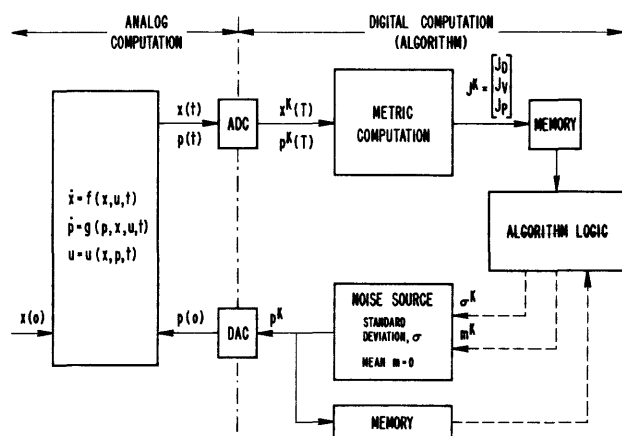 ANALOG
COMPUTATION
DIGITAL COMPUTATION
(ALGORITHM)
x(t)
p(t)
ADC
x^K(T)
p^K(T)
METRIC
COMPUTATION
J^K = [J_D
J_V
J_P]
MEMORY
ẋ = f(x,u,t)
ṗ = g(p,x,u,t)
u = u(x,p,t)
ALGORITHM LOGIC
x(o)
p(o)
DAC
p^K
NOISE SOURCE
STANDARD
DEVIATION, σ
MEAN m=0
σ^K
m^K
MEMORY